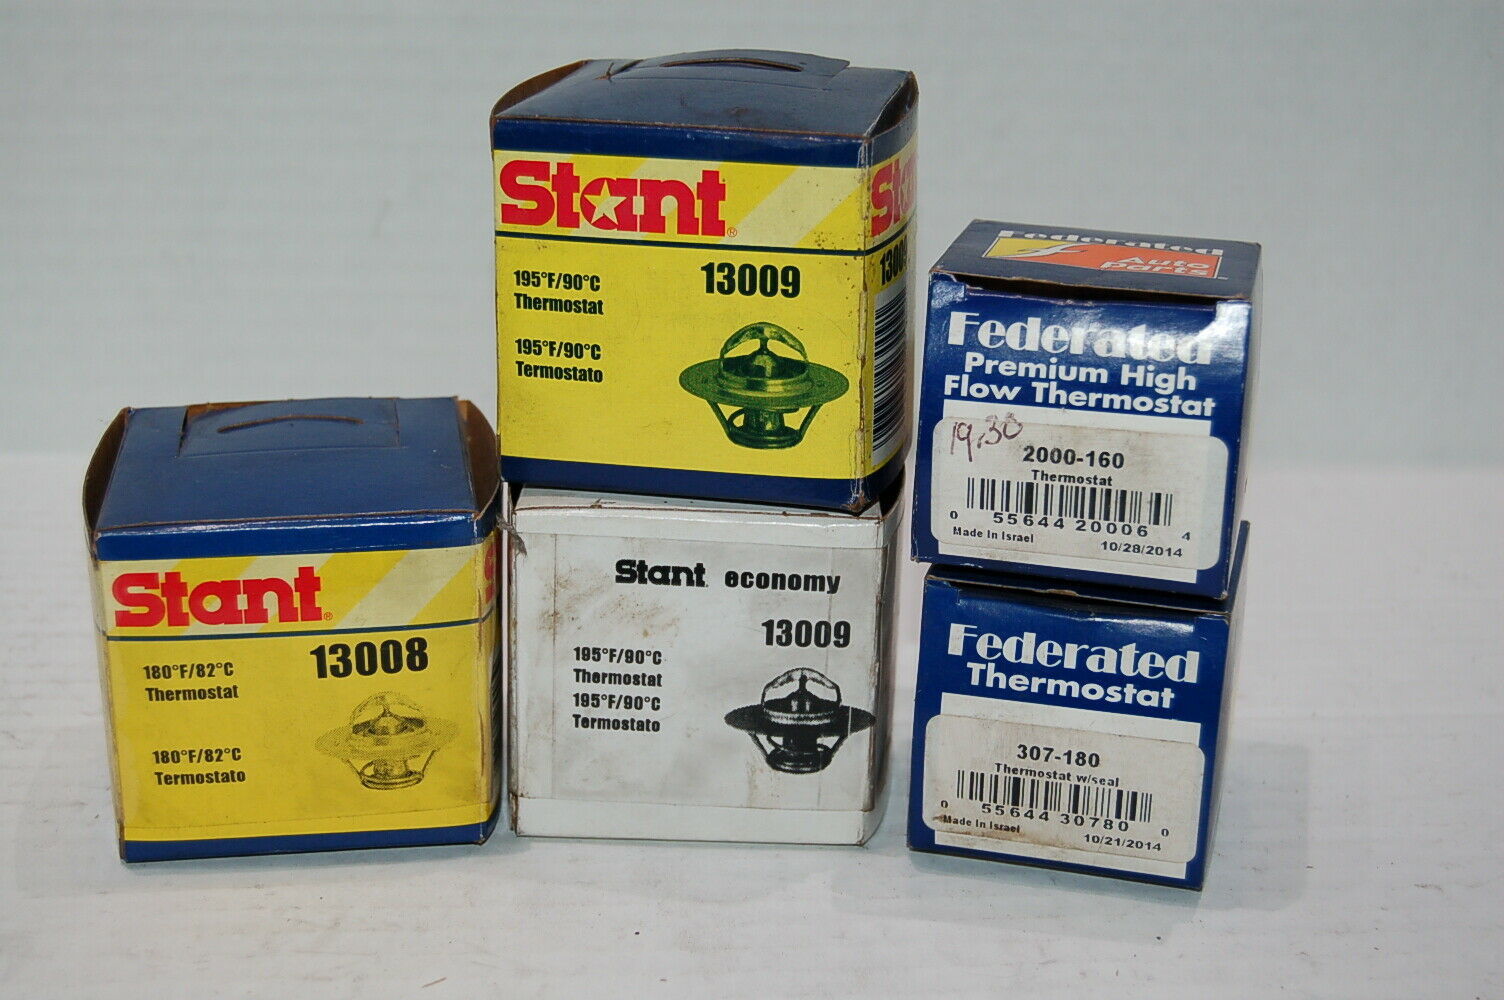 Stant®
195°F/90°C
Thermostat
13009
195°F/90°C
Termostato
Stant
13009
Stant®
180°F/82°C
Thermostat
13008
180°F/82°C
Termostato
Stant economy
13009
195°F/90°C
Thermostat
195°F/90°C
Termostato
Federated
Auto
Parts
Federated
Premium High
Flow Thermostat
19.30
2000-160
Thermostat
0 55644 20006 4
Made In Israel
10/28/2014
Federated
Thermostat
307-180
Thermostat w/seal
0 55644 30780 0
Made In Israel
10/21/2014